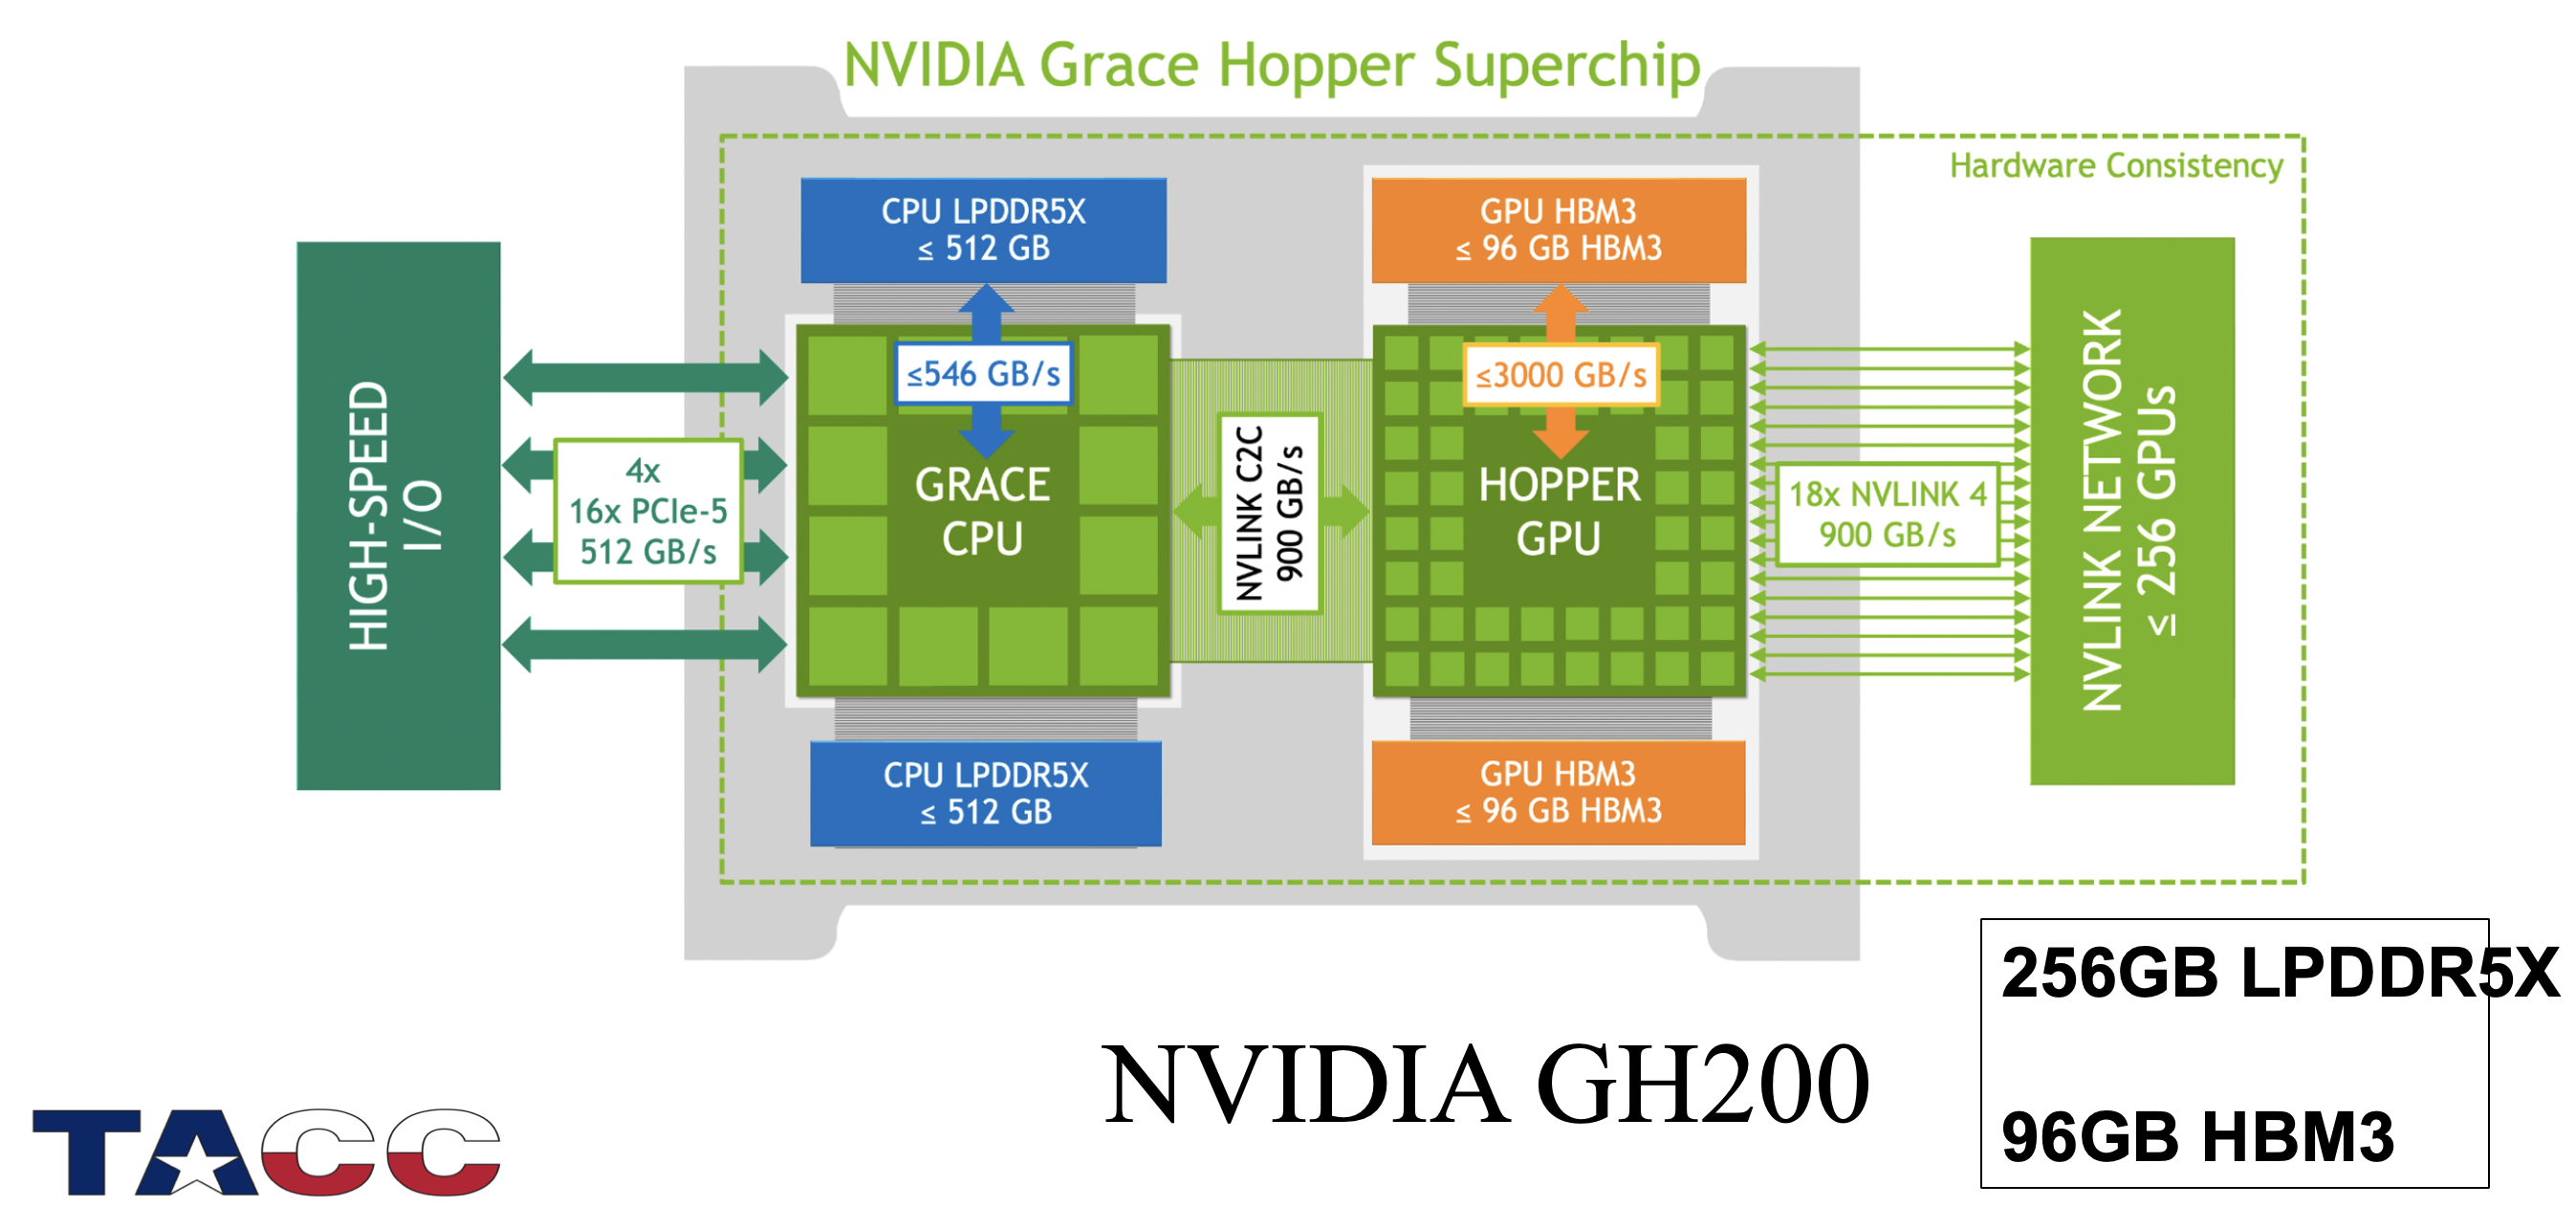 NVIDIA Grace Hopper Superchip
Hardware Consistency
CPU LPDDR5X
≤ 512 GB
GPU HBM3
≤ 96 GB HBM3
HIGH-SPEED
I/O
4x
16x PCIe-5
512 GB/s
≤546 GB/s
GRACE
CPU
NVLINK C2C
900 GB/s
≤3000 GB/s
HOPPER
GPU
18x NVLINK 4
900 GB/s
NVLINK NETWORK
≤ 256 GPUs
CPU LPDDR5X
≤ 512 GB
GPU HBM3
≤ 96 GB HBM3
256GB LPDDR5X
96GB HBM3
NVIDIA GH200
TACC